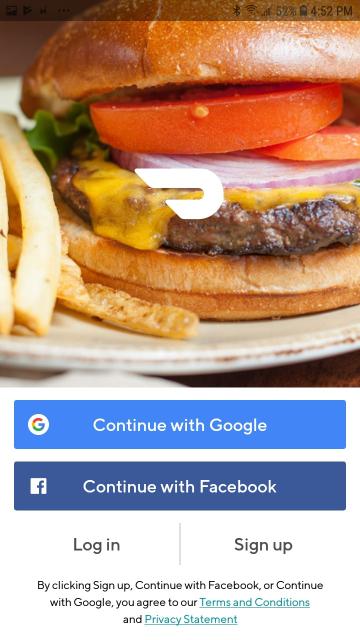 52% 4:52 PM
Continue with Google
Continue with Facebook
Log in
Sign up
By clicking Sign up, Continue with Facebook, or Continue
with Google, you agree to our Terms and Conditions
and Privacy Statement